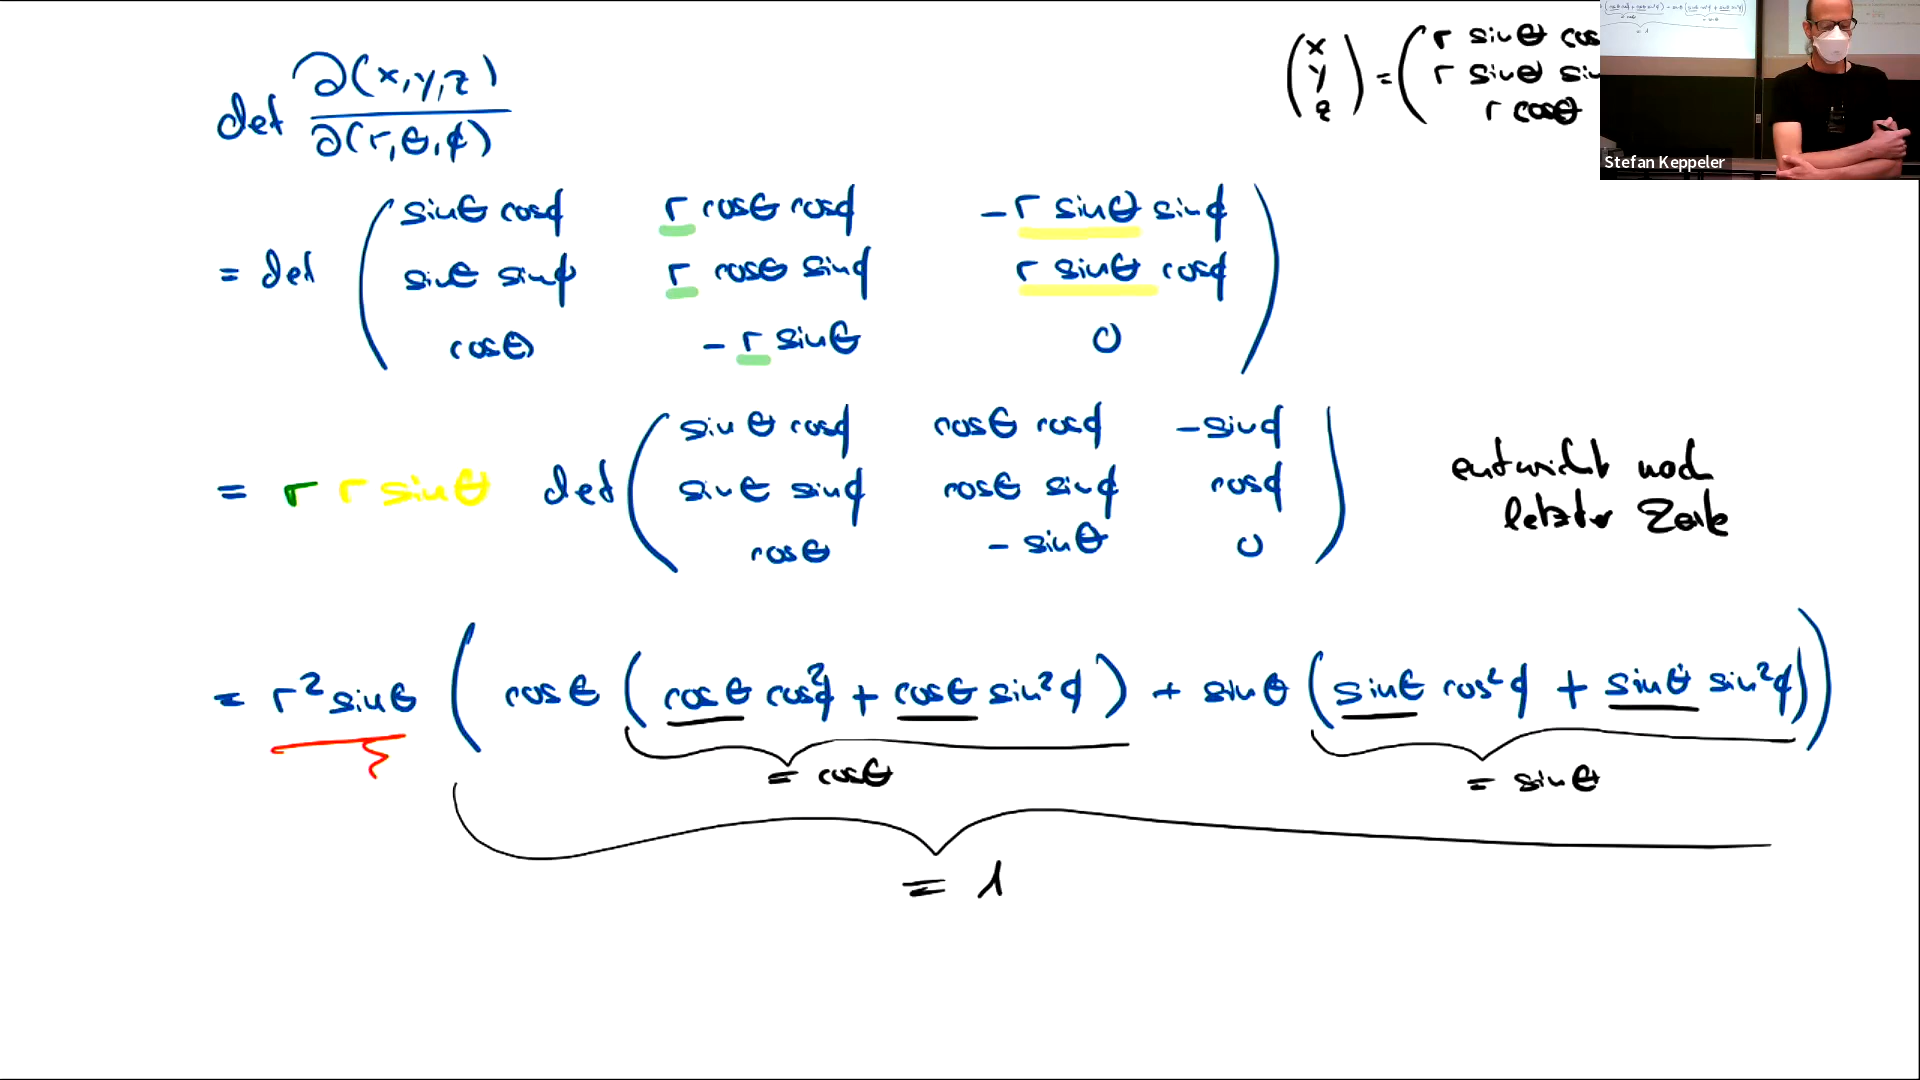 det ∂(x,y,z) / ∂(r,θ,ϕ)
(x y z) = (r sinθ cos
r sinθ sin
r cosθ
Stefan Keppeler
= det ( sinθ cosϕ   r cosθ cosϕ   − r sinθ sinϕ
sinθ sinϕ   r cosθ sinϕ   r sinθ cosϕ
cosθ   − r sinθ   0 )
= r r sinθ det ( sinθ cosϕ   cosθ cosϕ   −sinϕ
sinθ sinϕ   cosθ sinϕ   cosϕ
cosθ   − sinθ   0 )
entwickt nach
letzter Zeile
= r² sinθ ( cosθ ( cosθ cos²ϕ + cosθ sin²ϕ ) + sinθ ( sinθ cos²ϕ + sinθ sin²ϕ ) )
= cosθ
= sinθ
= 1